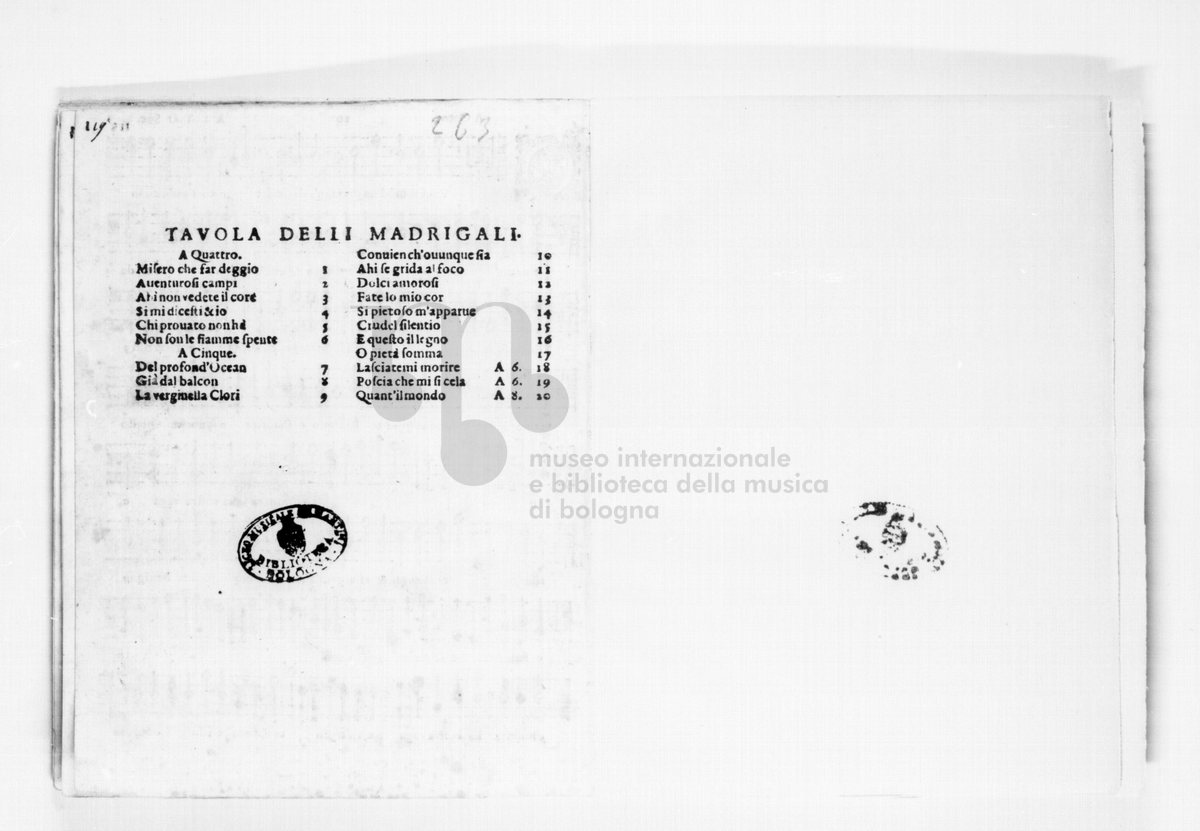 263
TAVOLA DELLI MADRIGALI.
A Quattro.
Misero che far deggio 1
Auenturosi campi 2
Ahi non vedete il core 3
Si mi dicesti & io 4
Chi prouato non hà 5
Non son le fiamme spente 6
A Cinque.
Del profond'Ocean 7
Già dal balcon 8
La verginella Clori 9
Conuien ch'ouunque sia 10
Ahi se grida al foco 11
Dolci amorosi 12
Fate lo mio cor 13
Si pietoso m'apparue 14
Crudel silentio 15
E questo il legno 16
O pietà somma 17
Lasciatemi morire A 6. 18
Poscia che mi si cela A 6. 19
Quant'il mondo A 8. 20
museo internazionale
e biblioteca della musica
di bologna
LICEO MUSICALE
BIBLIOTECA
BOLOGNA